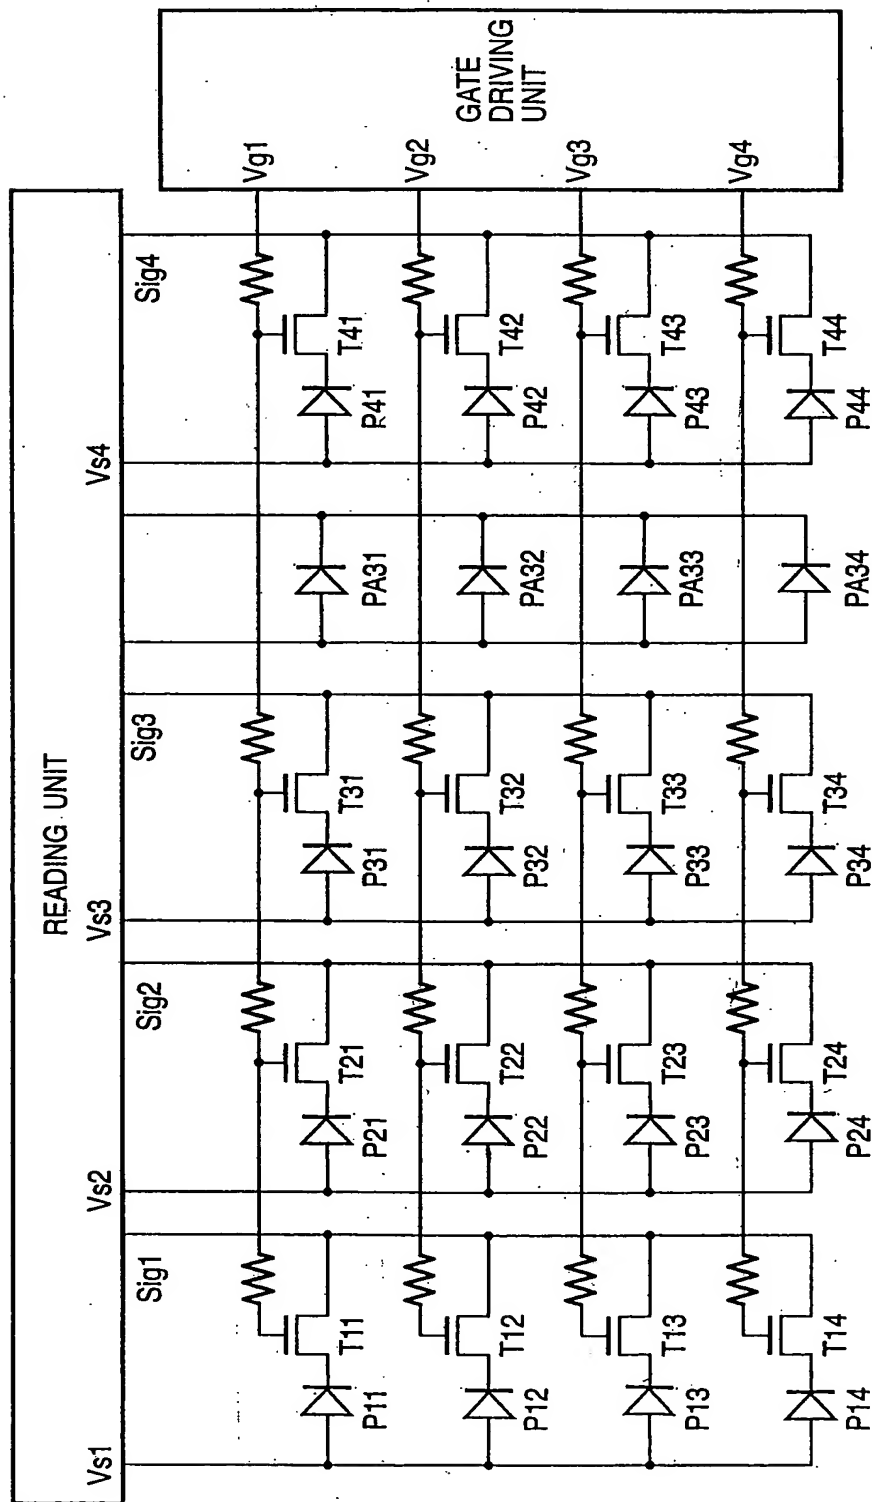 READING UNIT
Vs1
Vs2
Vs3
Vs4
Sig1
Sig2
Sig3
Sig4
GATE
DRIVING
UNIT
Vg1
P11
T11
P21
T21
P31
T31
PA31
P41
T41
Vg2
P12
T12
P22
T22
P32
T32
PA32
P42
T42
Vg3
P13
T13
P23
T23
P33
T33
PA33
P43
T43
Vg4
P14
T14
P24
T24
P34
T34
PA34
P44
T44